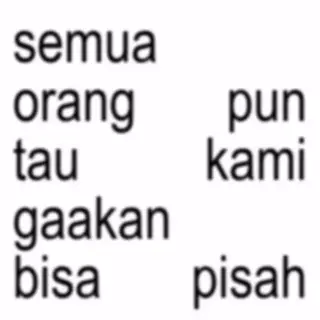 semua
orang pun
tau kami
gaakan
bisa pisah